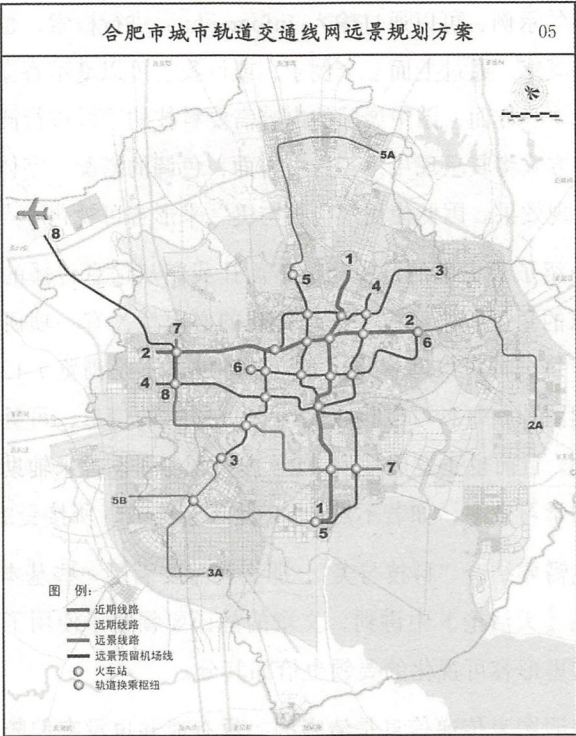 合肥市城市轨道交通线网远景规划方案 05
5A
8
1
3
5
4
7
2
2
6
6
4
8
2A
3
7
5B
1
5
3A
图 例:
近期线路
远期线路
远景线路
远景预留机场线
火车站
轨道换乘枢纽